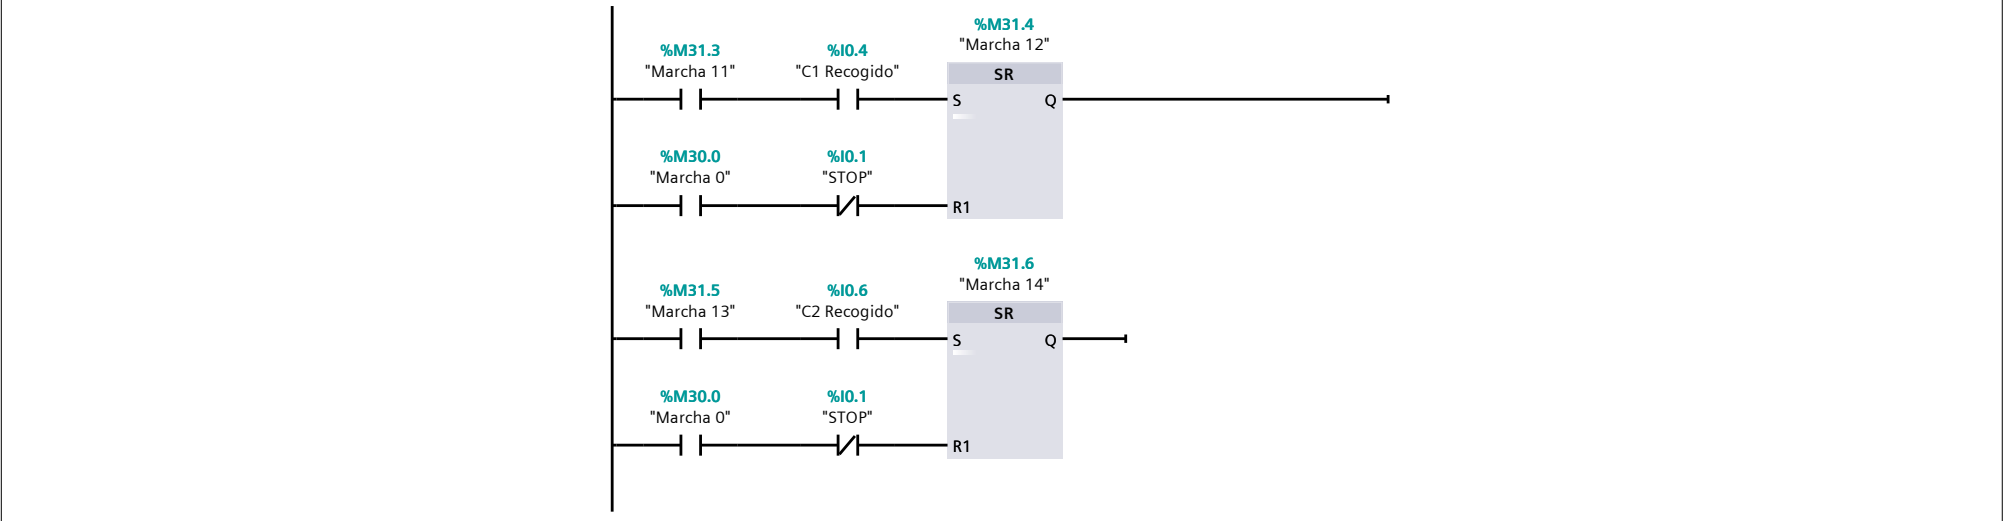 %M31.4
"Marcha 12"
%M31.3 %I0.4
"Marcha 11" "C1 Recogido"
SR
S Q
%M30.0 %I0.1
"Marcha 0" "STOP"
R1
%M31.6
"Marcha 14"
%M31.5 %I0.6
"Marcha 13" "C2 Recogido"
SR
S Q
%M30.0 %I0.1
"Marcha 0" "STOP"
R1